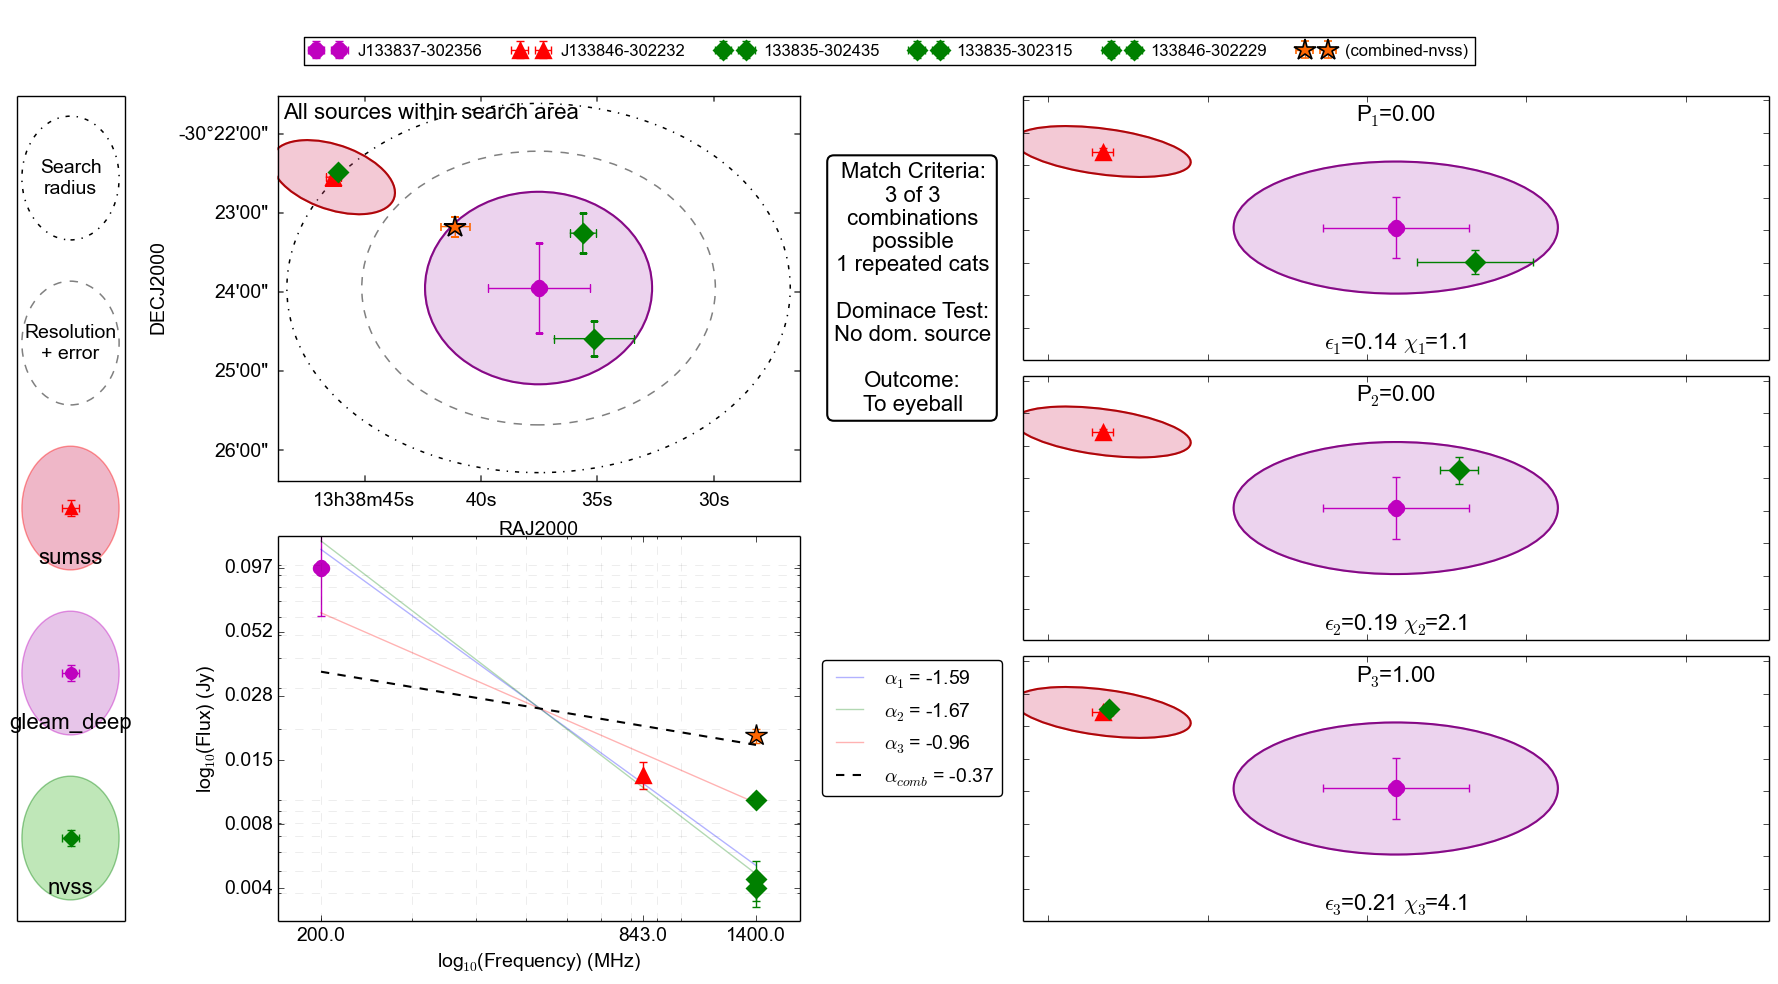 J133837-302356 J133846-302232 133835-302435 133835-302315 133846-302229 (combined-nvss)
Search
radius
Resolution
+ error
sumss
gleam_deep
nvss
All sources within search area
-30°22'00"
23'00"
24'00"
25'00"
26'00"
DECJ2000
13h38m45s 40s 35s 30s
RAJ2000
Match Criteria:
3 of 3
combinations
possible
1 repeated cats
Dominace Test:
No dom. source
Outcome:
To eyeball
0.097
0.052
0.028
0.015
0.008
0.004
log₁₀(Flux) (Jy)
200.0 843.0 1400.0
log₁₀(Frequency) (MHz)
α₁ = -1.59
α₂ = -1.67
α₃ = -0.96
α_comb = -0.37
P₁=0.00
ϵ₁=0.14 χ₁=1.1
P₂=0.00
ϵ₂=0.19 χ₂=2.1
P₃=1.00
ϵ₃=0.21 χ₃=4.1